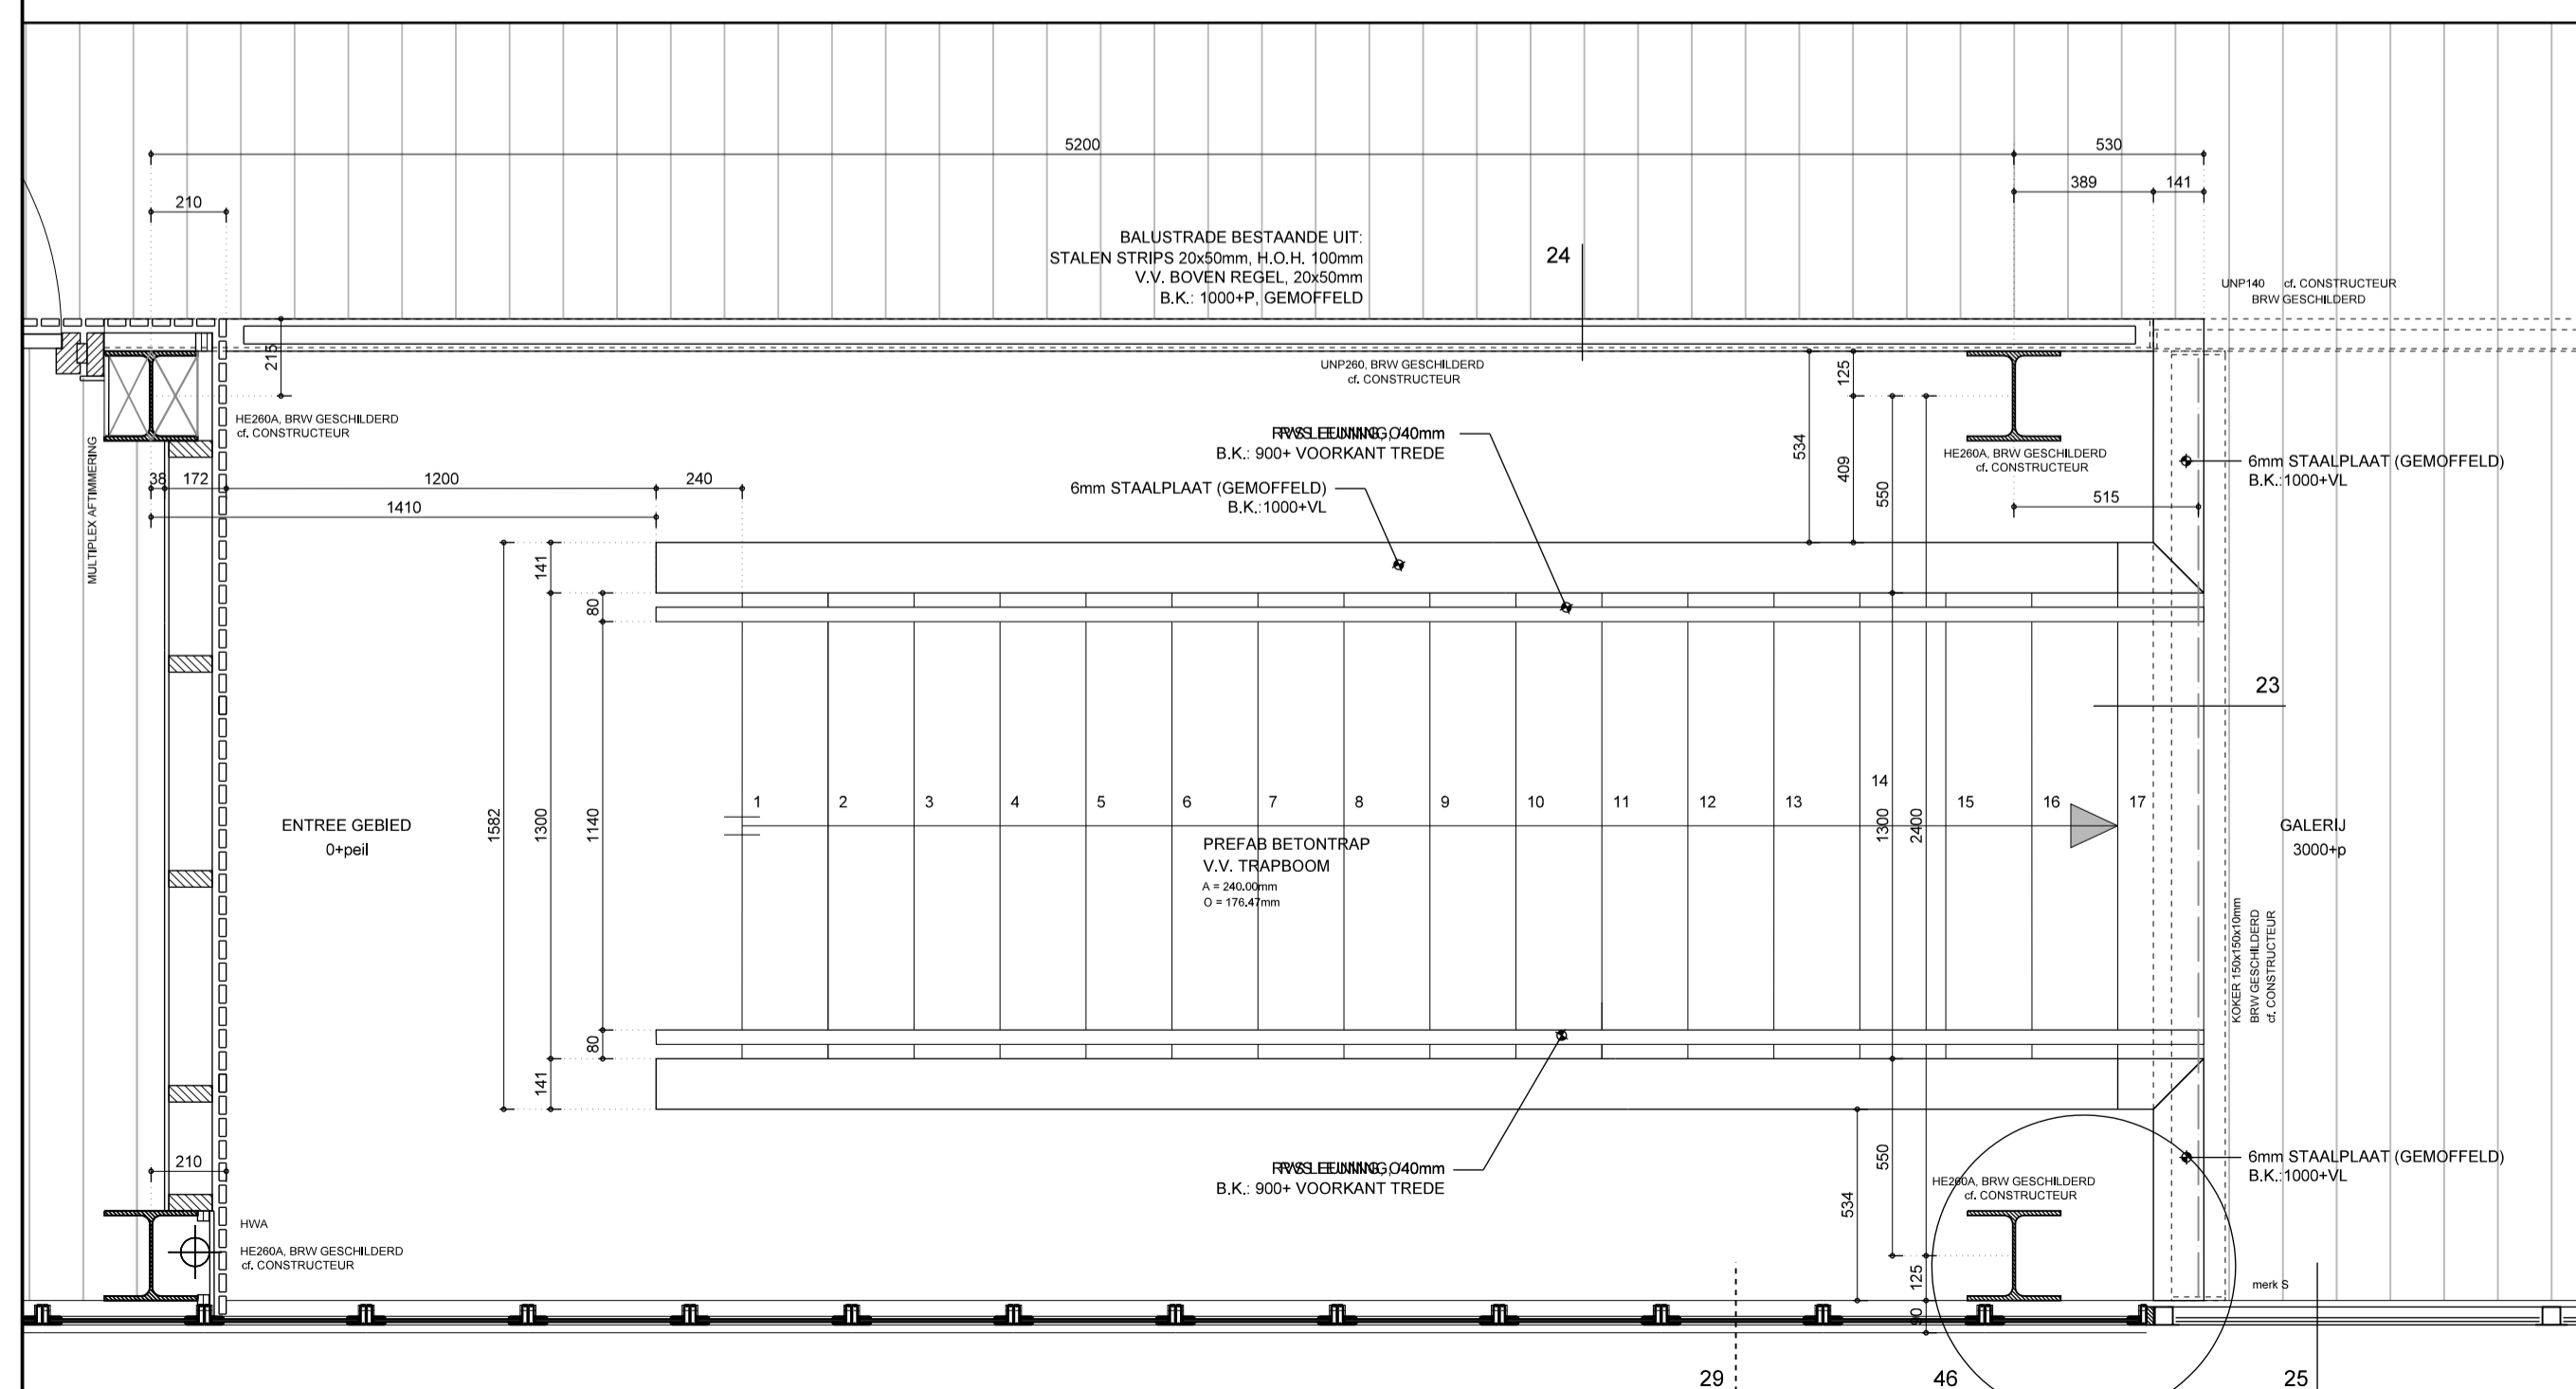 5200
530
389
141
210
BALUSTRADE BESTAANDE UIT:
STALEN STRIPS 20x50mm, H.O.H. 100mm
V.V. BOVEN REGEL, 20x50mm
B.K.: 1000+P, GEMOFFELD
24
UNP140 cf. CONSTRUCTEUR
BRW GESCHILDERD
215
UNP260, BRW GESCHILDERD
cf. CONSTRUCTEUR
125
HE260A, BRW GESCHILDERD
cf. CONSTRUCTEUR
MULTIPLEX AFTIMMERING
B.K.: 900+ VOORKANT TREDE
534
409
550
HE260A, BRW GESCHILDERD
cf. CONSTRUCTEUR
6mm STAALPLAAT (GEMOFFELD)
B.K.:1000+VL
38
172
1200
240
1410
6mm STAALPLAAT (GEMOFFELD)
B.K.:1000+VL
515
141
80
23
1 2 3 4 5 6 7 8 9 10 11 12 13 14 15 16 17
ENTREE GEBIED
0+peil
1582
1300
1140
PREFAB BETONTRAP
V.V. TRAPBOOM
A = 240.00mm
O = 176.47mm
1300
2400
GALERIJ
3000+p
KOKER 150x150x10mm
BRW GESCHILDERD
cf. CONSTRUCTEUR
80
141
210
B.K.: 900+ VOORKANT TREDE
550
534
HE260A, BRW GESCHILDERD
cf. CONSTRUCTEUR
6mm STAALPLAAT (GEMOFFELD)
B.K.:1000+VL
HWA
HE260A, BRW GESCHILDERD
cf. CONSTRUCTEUR
125
90
merk S
29
46
25